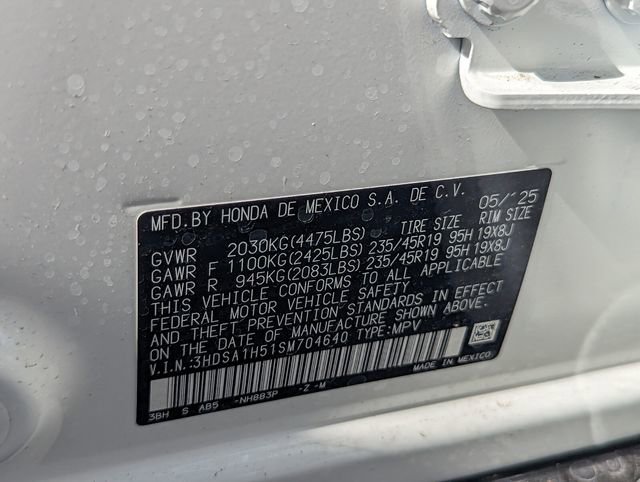 MFD.BY HONDA DE MEXICO S.A. DE C.V. 05/'25
TIRE SIZE RIM SIZE
GVWR 2030KG(4475LBS)
GAWR F 1100KG(2425LBS) 235/45R19 95H 19X8J
GAWR R 945KG(2083LBS) 235/45R19 95H 19X8J
THIS VEHICLE CONFORMS TO ALL APPLICABLE
FEDERAL MOTOR VEHICLE SAFETY
AND THEFT PREVENTION STANDARDS IN EFFECT
ON THE DATE OF MANUFACTURE SHOWN ABOVE.
V.I.N.:3HDSA1H51SM704640 TYPE:MPV
MADE IN MEXICO
3BH S AB5 -NH883P -Z -M